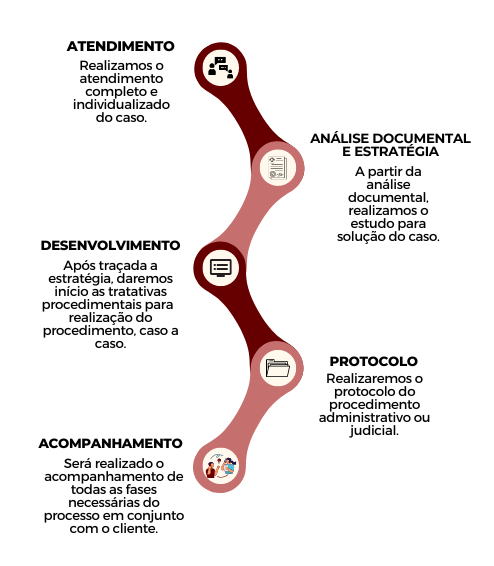 ATENDIMENTO
Realizamos o
atendimento
completo e
individualizado
do caso.
ANÁLISE DOCUMENTAL
E ESTRATÉGIA
A partir da
análise
documental,
realizamos o
estudo para
solução do caso.
DESENVOLVIMENTO
Após traçada a
estratégia, daremos
início as tratativas
procedimentais para
realização do
procedimento, caso a
caso.
PROTOCOLO
Realizaremos o
protocolo do
procedimento
administrativo ou
judicial.
ACOMPANHAMENTO
Será realizado o
acompanhamento de
todas as fases
necessárias do
processo em conjunto
com o cliente.